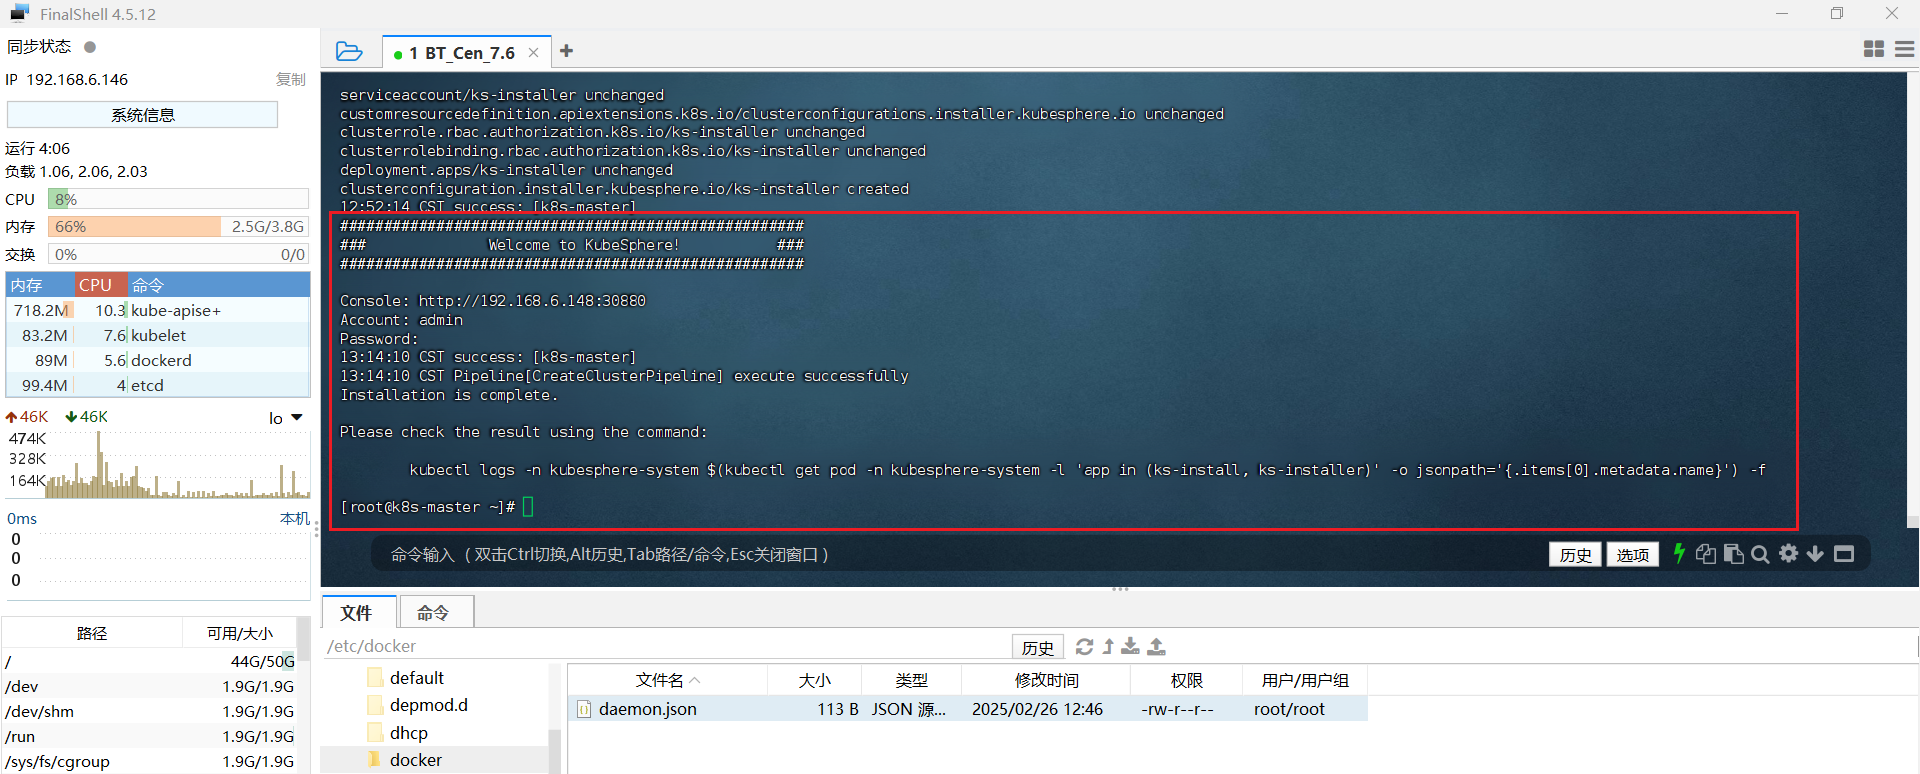 FinalShell 4.5.12
同步状态
IP 192.168.6.146
复制
系统信息
运行 4:06
负载 1.06, 2.06, 2.03
CPU 8%
内存 66% 2.5G/3.8G
交换 0% 0/0
内存 CPU 命令
718.2M 10.3 kube-apise+
83.2M 7.6 kubelet
89M 5.6 dockerd
99.4M 4 etcd
46K 46K lo
474K
328K
164K
0ms 本机
0
0
0
路径 可用/大小
/ 44G/50G
/dev 1.9G/1.9G
/dev/shm 1.9G/1.9G
/run 1.9G/1.9G
/sys/fs/cgroup 1.9G/1.9G
1 BT_Cen_7.6
serviceaccount/ks-installer unchanged
customresourcedefinition.apiextensions.k8s.io/clusterconfigurations.installer.kubesphere.io unchanged
clusterrole.rbac.authorization.k8s.io/ks-installer unchanged
clusterrolebinding.rbac.authorization.k8s.io/ks-installer unchanged
deployment.apps/ks-installer unchanged
clusterconfiguration.installer.kubesphere.io/ks-installer created
12:52:14 CST success: [k8s-master]
#####################################################
### Welcome to KubeSphere! ###
#####################################################
Console: http://192.168.6.148:30880
Account: admin
Password:
13:14:10 CST success: [k8s-master]
13:14:10 CST Pipeline[CreateClusterPipeline] execute successfully
Installation is complete.
Please check the result using the command:
kubectl logs -n kubesphere-system $(kubectl get pod -n kubesphere-system -l 'app in (ks-install, ks-installer)' -o jsonpath='{.items[0].metadata.name}') -f
[root@k8s-master ~]#
命令输入 (双击Ctrl切换,Alt历史,Tab路径/命令,Esc关闭窗口)
历史 选项
文件 命令
/etc/docker
历史
default
depmod.d
dhcp
docker
文件名 大小 类型 修改时间 权限 用户/用户组
daemon.json 113 B JSON 源... 2025/02/26 12:46 -rw-r--r-- root/root